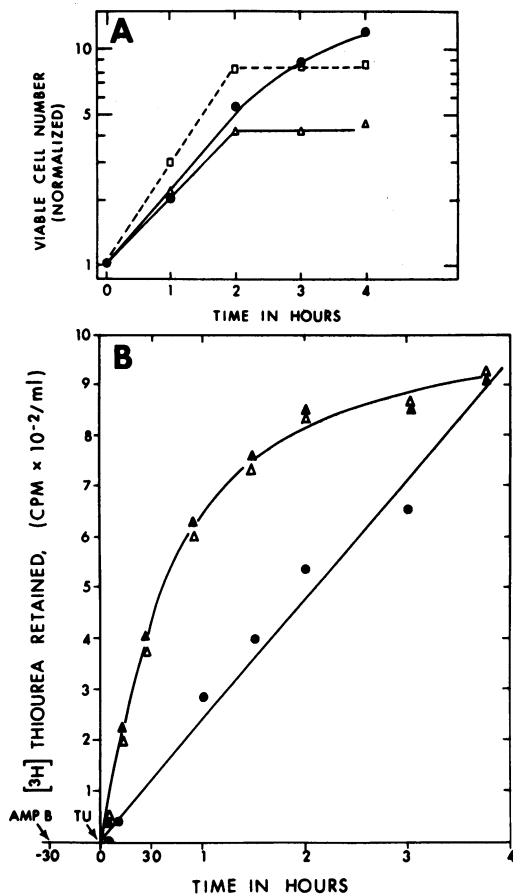 A
10
5
1
VIABLE CELL NUMBER
(NORMALIZED)
0 1 2 3 4
TIME IN HOURS
B
10
9
8
7
6
5
4
3
2
1
[³H] THIOUREA RETAINED, (CPM × 10⁻²/ml)
AMP B
TU
-30 0 30 1 2 3 4
TIME IN HOURS